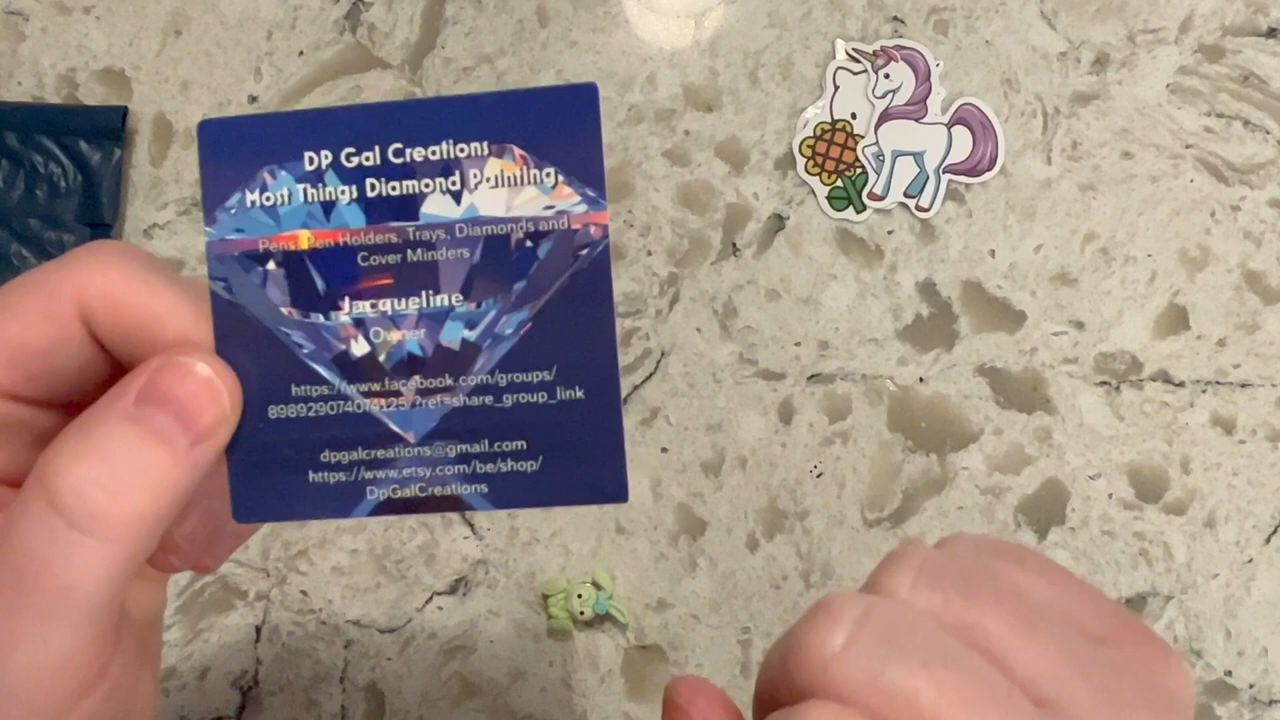 DP Gal Creations
Most Things Diamond Painting.
Pens, Pen Holders, Trays, Diamonds and
Cover Minders
Jacqueline
Owner
https://www.facebook.com/groups/
898929074074125/?ref=share_group_link
dpgalcreations@gmail.com
https://www.etsy.com/be/shop/
DpGalCreations